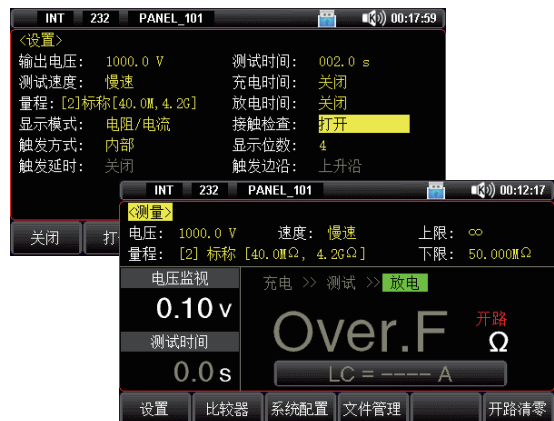 INT 232 PANEL_101 00:17:59
<设置>
输出电压: 1000.0 V 测试时间: 002.0 s
测试速度: 慢速 充电时间: 关闭
量程: [2]标称[40.0M,4.2G] 放电时间: 关闭
显示模式: 电阻/电流 接触检查: 打开
触发方式: 内部 显示位数: 4
触发延时: 关闭 触发边沿: 上升沿
关闭 打
INT 232 PANEL_101 00:12:17
<测量>
电压: 1000.0 V 速度: 慢速 上限: ∞
量程: [2] 标称 [40.0MΩ, 4.2GΩ] 下限: 50.000MΩ
电压监视 充电 >> 测试 >> 放电
0.10 v
Over.F 开路 Ω
测试时间
0.0 s
LC = ---- A
设置 比较器 系统配置 文件管理 开路清零